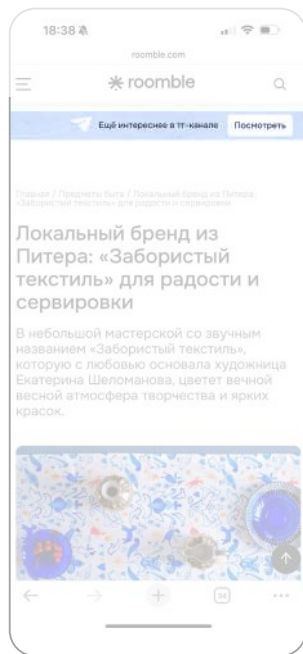 18:38
roomble.com
roomble
Ещё интереснее в тг-канале Посмотреть
Главная / Предметы быта / Локальный бренд из Питера:
«Забористый текстиль» для радости и сервировки
Локальный бренд из
Питера: «Забористый
текстиль» для радости и
сервировки
В небольшой мастерской со звучным
названием «Забористый текстиль»,
которую с любовью основала художница
Екатерина Шеломанова, цветет вечной
весной атмосфера творчества и ярких
красок.